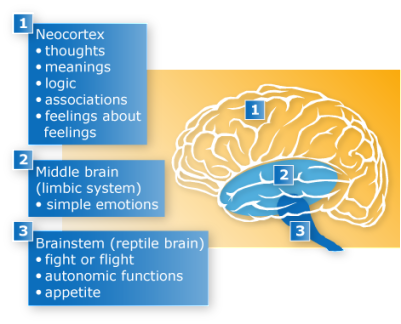 1
Neocortex
• thoughts
• meanings
• logic
• associations
• feelings about
feelings
2
Middle brain
(limbic system)
• simple emotions
3
Brainstem (reptile brain)
• fight or flight
• autonomic functions
• appetite
1
2
3